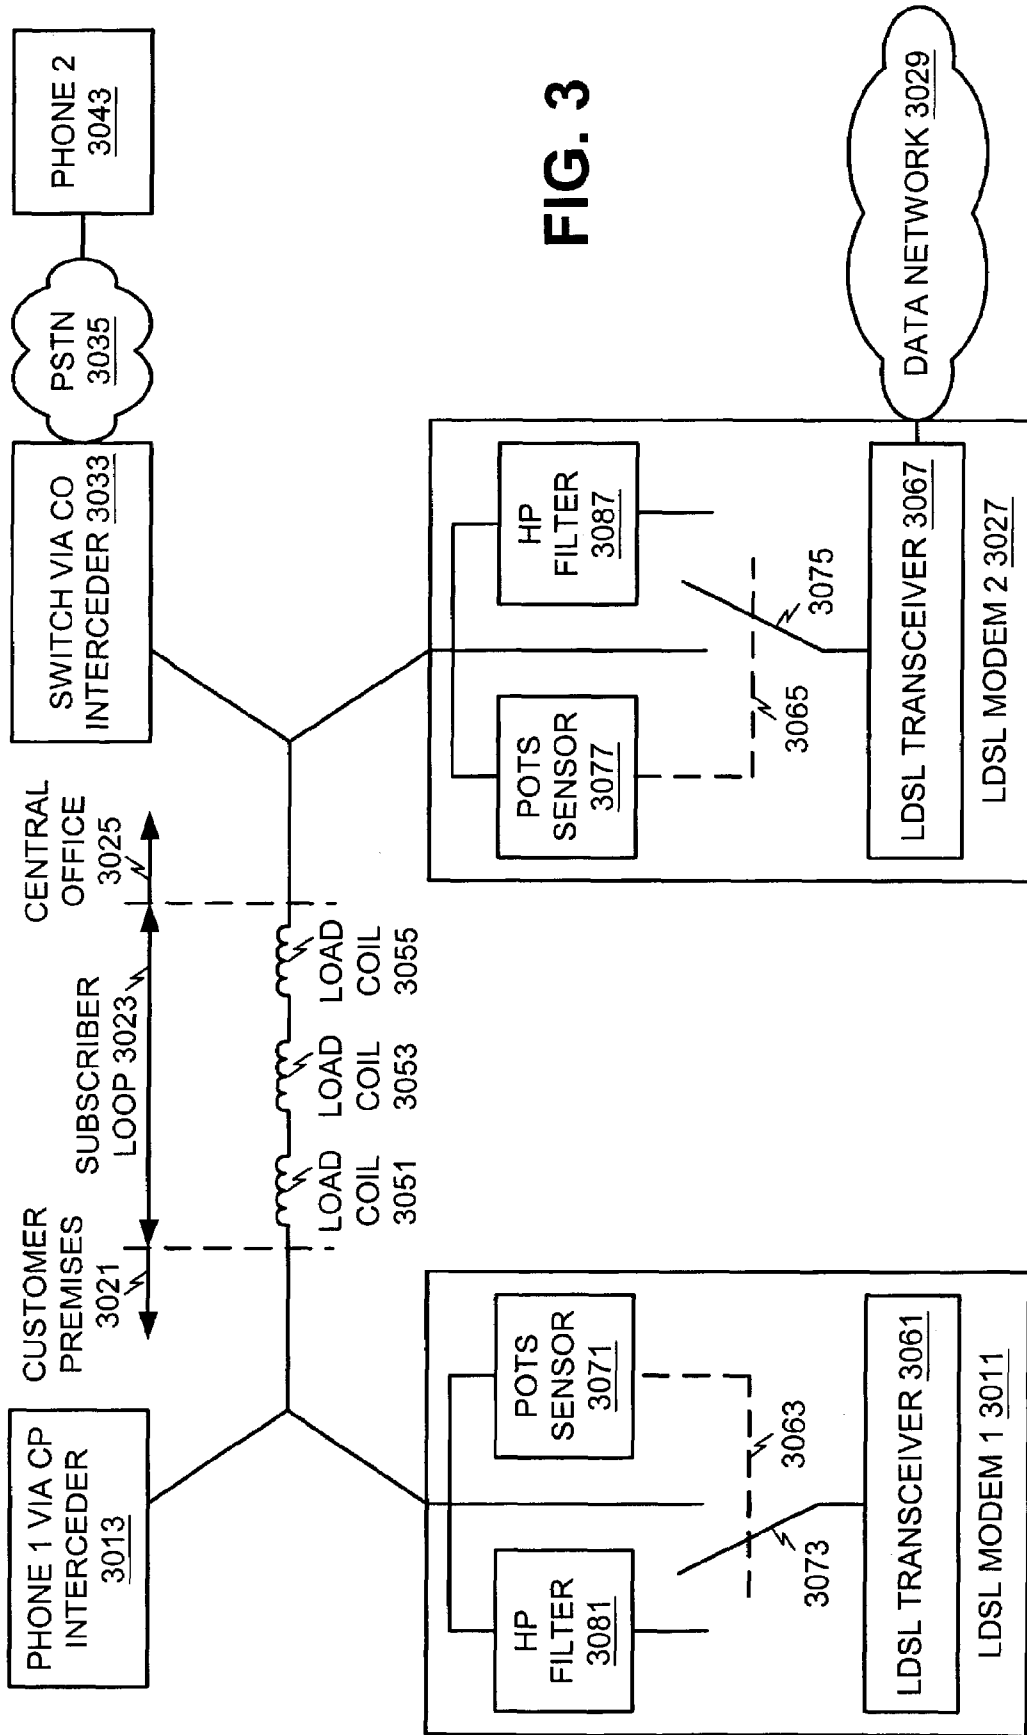 PHONE 1 VIA CP
INTERCEDER
3013
CUSTOMER
PREMISES
3021
SUBSCRIBER
LOOP 3023
CENTRAL
OFFICE
3025
SWITCH VIA CO
INTERCEDER 3033
PSTN
3035
PHONE 2
3043
LOAD
COIL
3051
LOAD
COIL
3053
LOAD
COIL
3055
HP
FILTER
3081
POTS
SENSOR
3071
3063
3073
LDSL TRANSCEIVER 3061
LDSL MODEM 1 3011
POTS
SENSOR
3077
HP
FILTER
3087
3065
3075
LDSL TRANSCEIVER 3067
LDSL MODEM 2 3027
DATA NETWORK 3029
FIG. 3